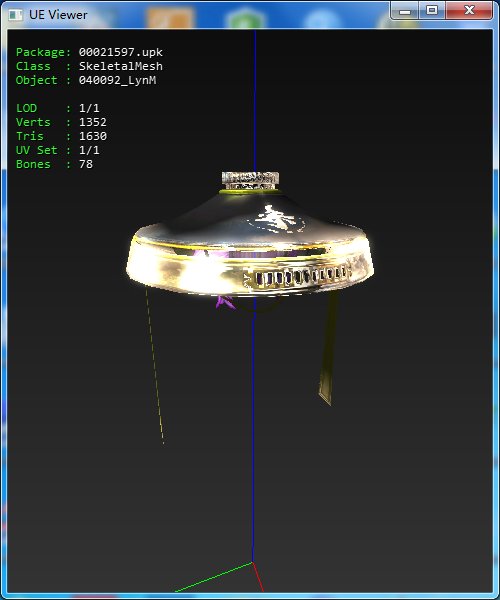 UE Viewer
Package: 00021597.upk
Class : SkeletalMesh
Object : 040092_LynM
LOD : 1/1
Verts : 1352
Tris : 1630
UV Set : 1/1
Bones : 78